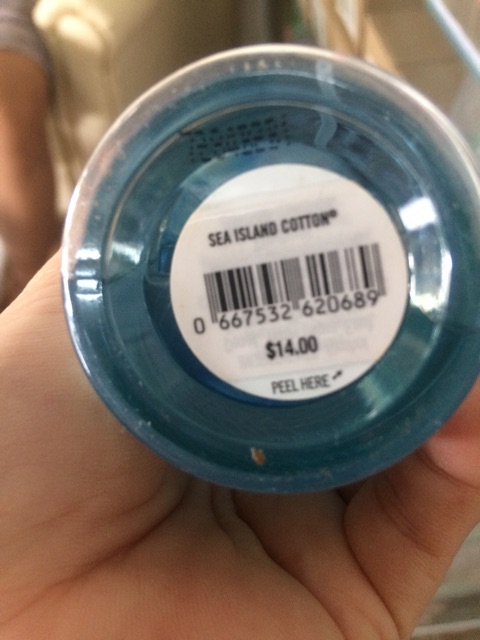 SEA ISLAND COTTON®
0 667532 620689
$14.00
PEEL HERE